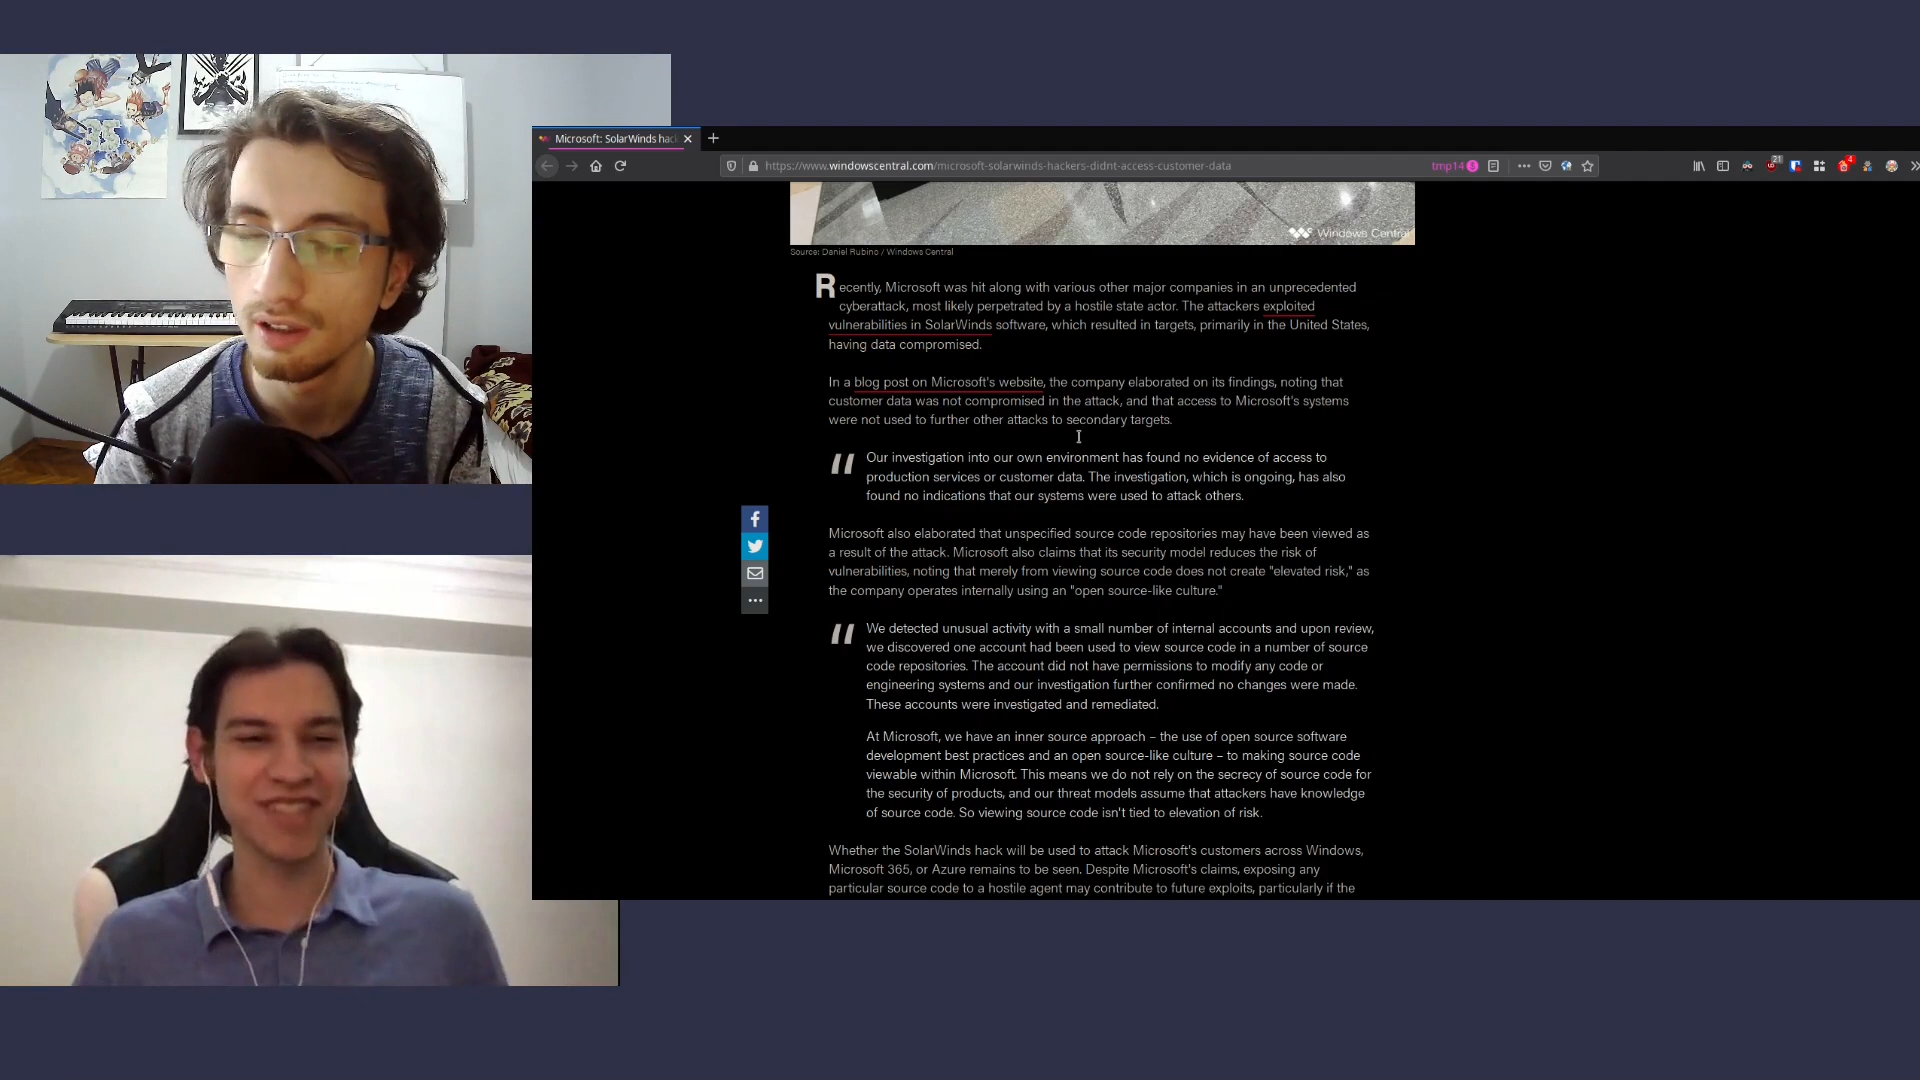 Microsoft: SolarWinds hac
https://www.windowscentral.com/microsoft-solarwinds-hackers-didnt-access-customer-data
tmp14
21
4
Windows Central
Source: Daniel Rubino / Windows Central
Recently, Microsoft was hit along with various other major companies in an unprecedented
cyberattack, most likely perpetrated by a hostile state actor. The attackers exploited
vulnerabilities in SolarWinds software, which resulted in targets, primarily in the United States,
having data compromised.
In a blog post on Microsoft's website, the company elaborated on its findings, noting that
customer data was not compromised in the attack, and that access to Microsoft's systems
were not used to further other attacks to secondary targets.
Our investigation into our own environment has found no evidence of access to
production services or customer data. The investigation, which is ongoing, has also
found no indications that our systems were used to attack others.
Microsoft also elaborated that unspecified source code repositories may have been viewed as
a result of the attack. Microsoft also claims that its security model reduces the risk of
vulnerabilities, noting that merely from viewing source code does not create "elevated risk," as
the company operates internally using an "open source-like culture."
We detected unusual activity with a small number of internal accounts and upon review,
we discovered one account had been used to view source code in a number of source
code repositories. The account did not have permissions to modify any code or
engineering systems and our investigation further confirmed no changes were made.
These accounts were investigated and remediated.
At Microsoft, we have an inner source approach – the use of open source software
development best practices and an open source-like culture – to making source code
viewable within Microsoft. This means we do not rely on the secrecy of source code for
the security of products, and our threat models assume that attackers have knowledge
of source code. So viewing source code isn't tied to elevation of risk.
Whether the SolarWinds hack will be used to attack Microsoft's customers across Windows,
Microsoft 365, or Azure remains to be seen. Despite Microsoft's claims, exposing any
particular source code to a hostile agent may contribute to future exploits, particularly if the